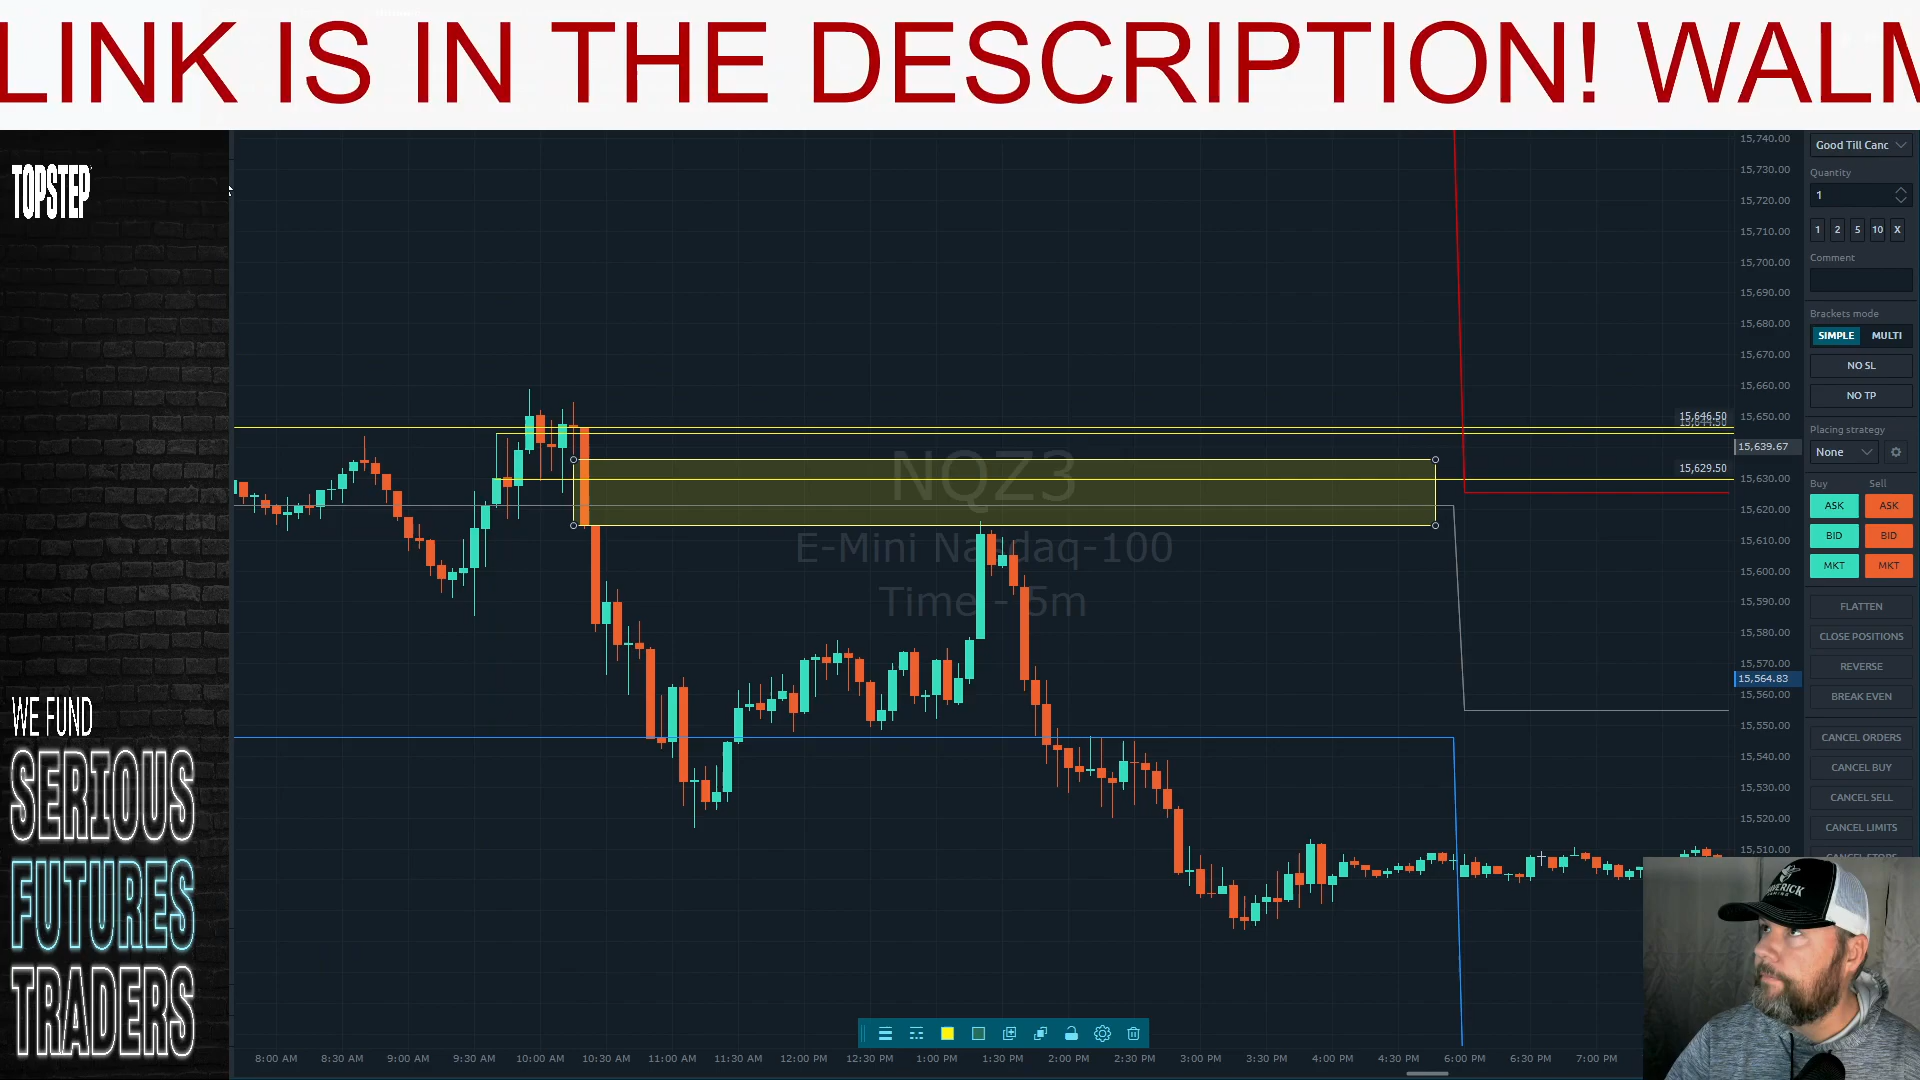 LINK IS IN THE DESCRIPTION! WALM
TOPSTEP
WE FUND
SERIOUS
FUTURES
TRADERS
NQZ3
E-Mini Nasdaq-100
Time - 5m
15,740.00
15,730.00
15,720.00
15,710.00
15,700.00
15,690.00
15,680.00
15,670.00
15,660.00
15,650.00
15,646.50
15,644.50
15,639.67
15,629.50
15,630.00
15,620.00
15,610.00
15,600.00
15,590.00
15,580.00
15,570.00
15,564.83
15,560.00
15,550.00
15,540.00
15,530.00
15,520.00
15,510.00
8:00 AM 8:30 AM 9:00 AM 9:30 AM 10:00 AM 10:30 AM 11:00 AM 11:30 AM 12:00 PM 12:30 PM 1:00 PM 1:30 PM 2:00 PM 2:30 PM 3:00 PM 3:30 PM 4:00 PM 4:30 PM 6:00 PM 6:30 PM 7:00 PM
Good Till Canc
Quantity
1
1 2 5 10 X
Comment
Brackets mode
SIMPLE MULTI
NO SL
NO TP
Placing strategy
None
Buy Sell
ASK ASK
BID BID
MKT MKT
FLATTEN
CLOSE POSITIONS
REVERSE
BREAK EVEN
CANCEL ORDERS
CANCEL BUY
CANCEL SELL
CANCEL LIMITS
MAVERICK